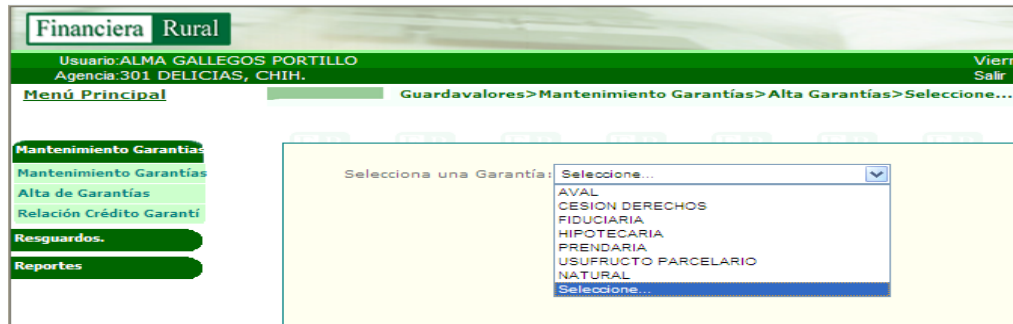 Financiera Rural
Usuario:ALMA GALLEGOS PORTILLO
Agencia:301 DELICIAS, CHIH.
Salir
Menú Principal
Guardavalores>Mantenimiento Garantías>Alta Garantías>Seleccione...
Mantenimiento Garantías
Mantenimiento Garantías
Alta de Garantías
Relación Crédito Garantí
Resguardos.
Reportes
Selecciona una Garantía: Seleccione...
AVAL
CESION DERECHOS
FIDUCIARIA
HIPOTECARIA
PRENDARIA
USUFRUCTO PARCELARIO
NATURAL
Seleccione...